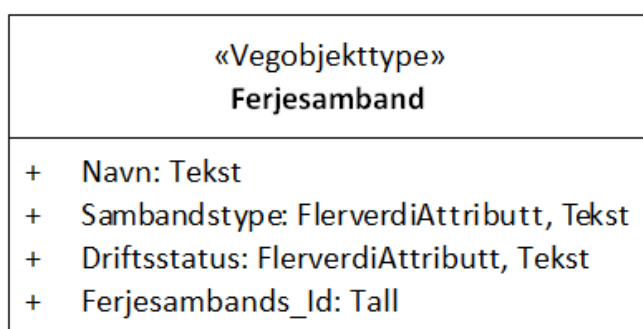 «Vegobjekttype»
Ferjesamband
+ Navn: Tekst
+ Sambandstype: FlerverdiAttributt, Tekst
+ Driftsstatus: FlerverdiAttributt, Tekst
+ Ferjesambands_Id: Tall